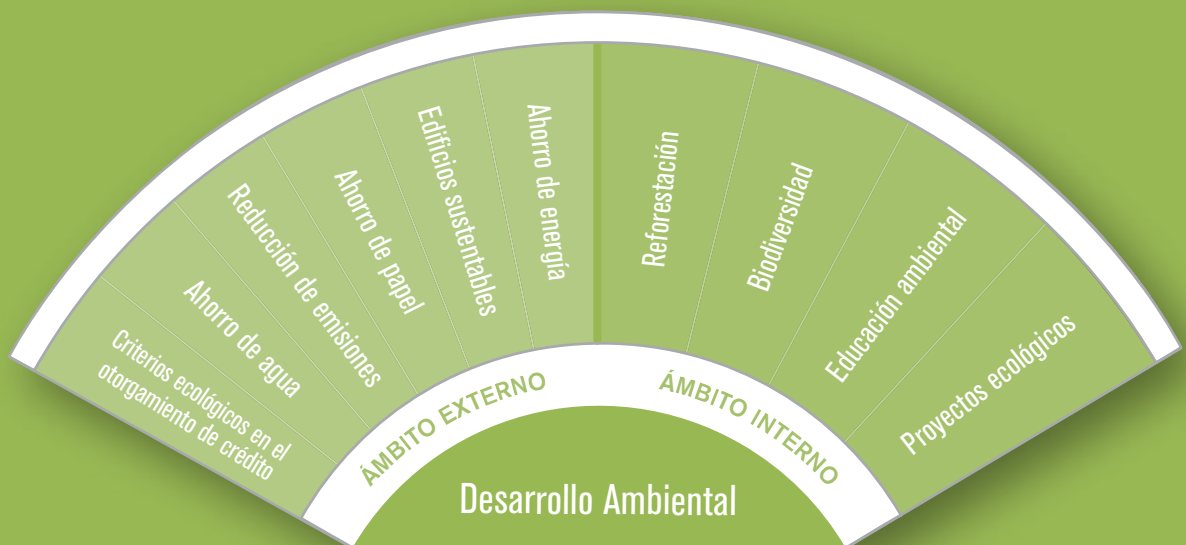 Criterios ecológicos en el
otorgamiento de crédito
Ahorro de agua
Reducción de emisiones
Ahorro de papel
Edificios sustentables
Ahorro de energía
Reforestación
Biodiversidad
Educación ambiental
Proyectos ecológicos
ÁMBITO EXTERNO
ÁMBITO INTERNO
Desarrollo Ambiental